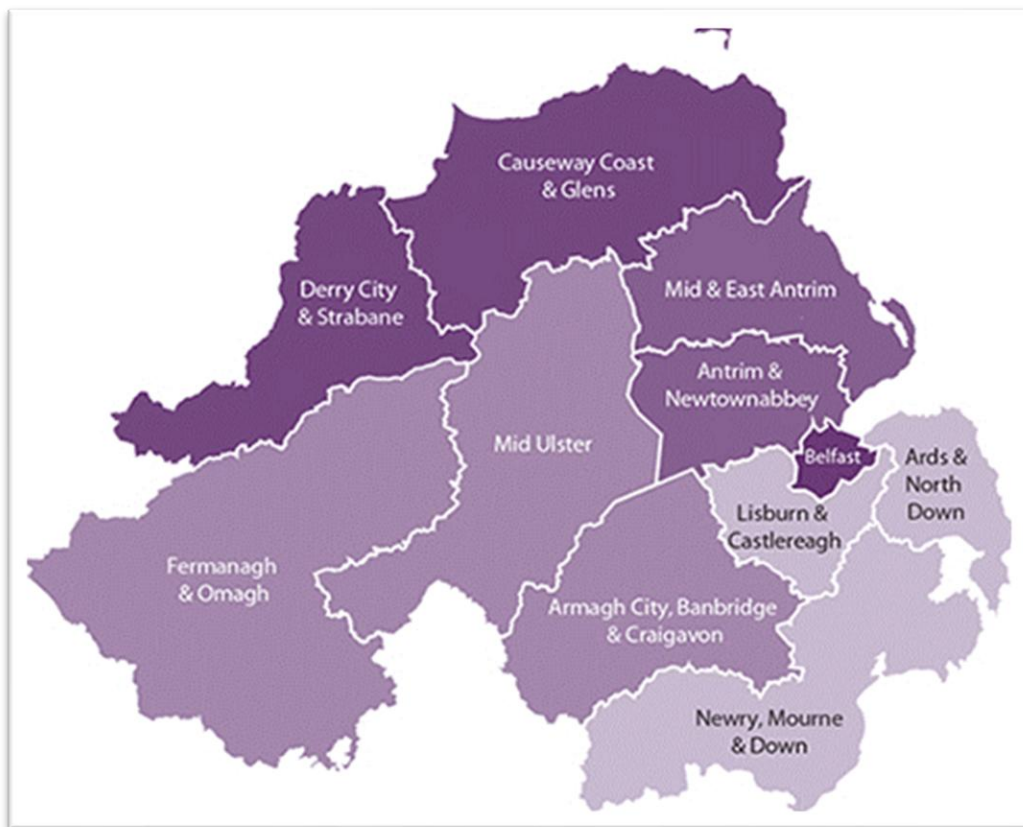 Causeway Coast
& Glens
Derry City
& Strabane
Mid & East Antrim
Antrim &
Newtownabbey
Mid Ulster
Belfast
Ards &
North
Down
Lisburn &
Castlereagh
Fermanagh
& Omagh
Armagh City, Banbridge
& Craigavon
Newry, Mourne
& Down